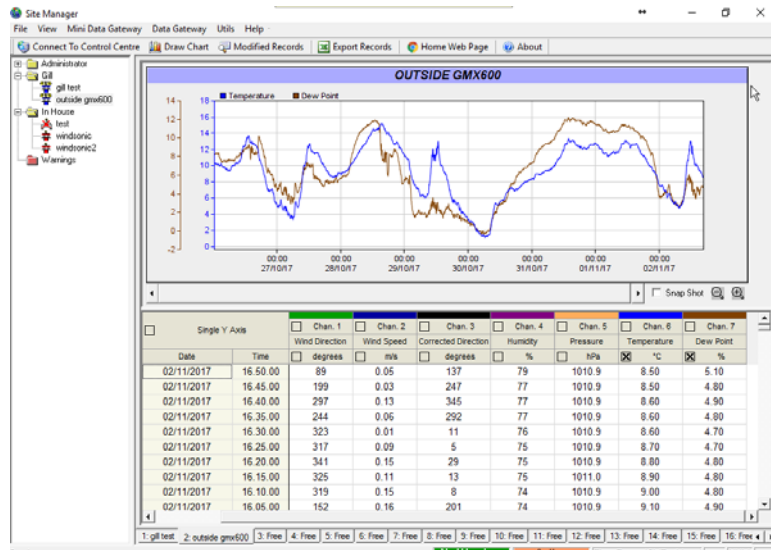 Site Manager
File View Mini Data Gateway Data Gateway Utils Help
Connect To Control Centre Draw Chart Modified Records Export Records Home Web Page About
Administrator
Gill
gill test
outside gmx600
In House
test
windsonic
windsonic2
Warnings
OUTSIDE GMX600
Temperature Dew Point
14 18
12 16
10 14
8 12
6 10
4 8
2 6
0 4
-2 2
0
00:00 00:00 00:00 00:00 00:00 00:00 00:00
27/10/17 28/10/17 29/10/17 30/10/17 31/10/17 01/11/17 02/11/17
Snap Shot
Single Y Axis Chan. 1 Chan. 2 Chan. 3 Chan. 4 Chan. 5 Chan. 6 Chan. 7
Wind Direction Wind Speed Corrected Direction Humidity Pressure Temperature Dew Point
Date Time degrees m/s degrees % hPa °C %
02/11/2017 16.50.00 89 0.05 137 79 1010.9 8.50 5.10
02/11/2017 16.45.00 199 0.03 247 77 1010.9 8.50 4.80
02/11/2017 16.40.00 297 0.13 345 77 1010.9 8.60 4.90
02/11/2017 16.35.00 244 0.06 292 77 1010.9 8.60 4.80
02/11/2017 16.30.00 323 0.01 11 76 1010.9 8.60 4.70
02/11/2017 16.25.00 317 0.09 5 75 1010.9 8.70 4.70
02/11/2017 16.20.00 341 0.15 29 75 1010.9 8.80 4.80
02/11/2017 16.15.00 325 0.11 13 75 1011.0 8.90 4.80
02/11/2017 16.10.00 319 0.15 8 74 1010.9 9.00 4.80
02/11/2017 16.05.00 152 0.16 201 74 1010.9 9.10 4.90
1: gill test 2: outside gmx600 3: Free 4: Free 5: Free 6: Free 7: Free 8: Free 9: Free 10: Free 11: Free 12: Free 13: Free 14: Free 15: Free 16: Free